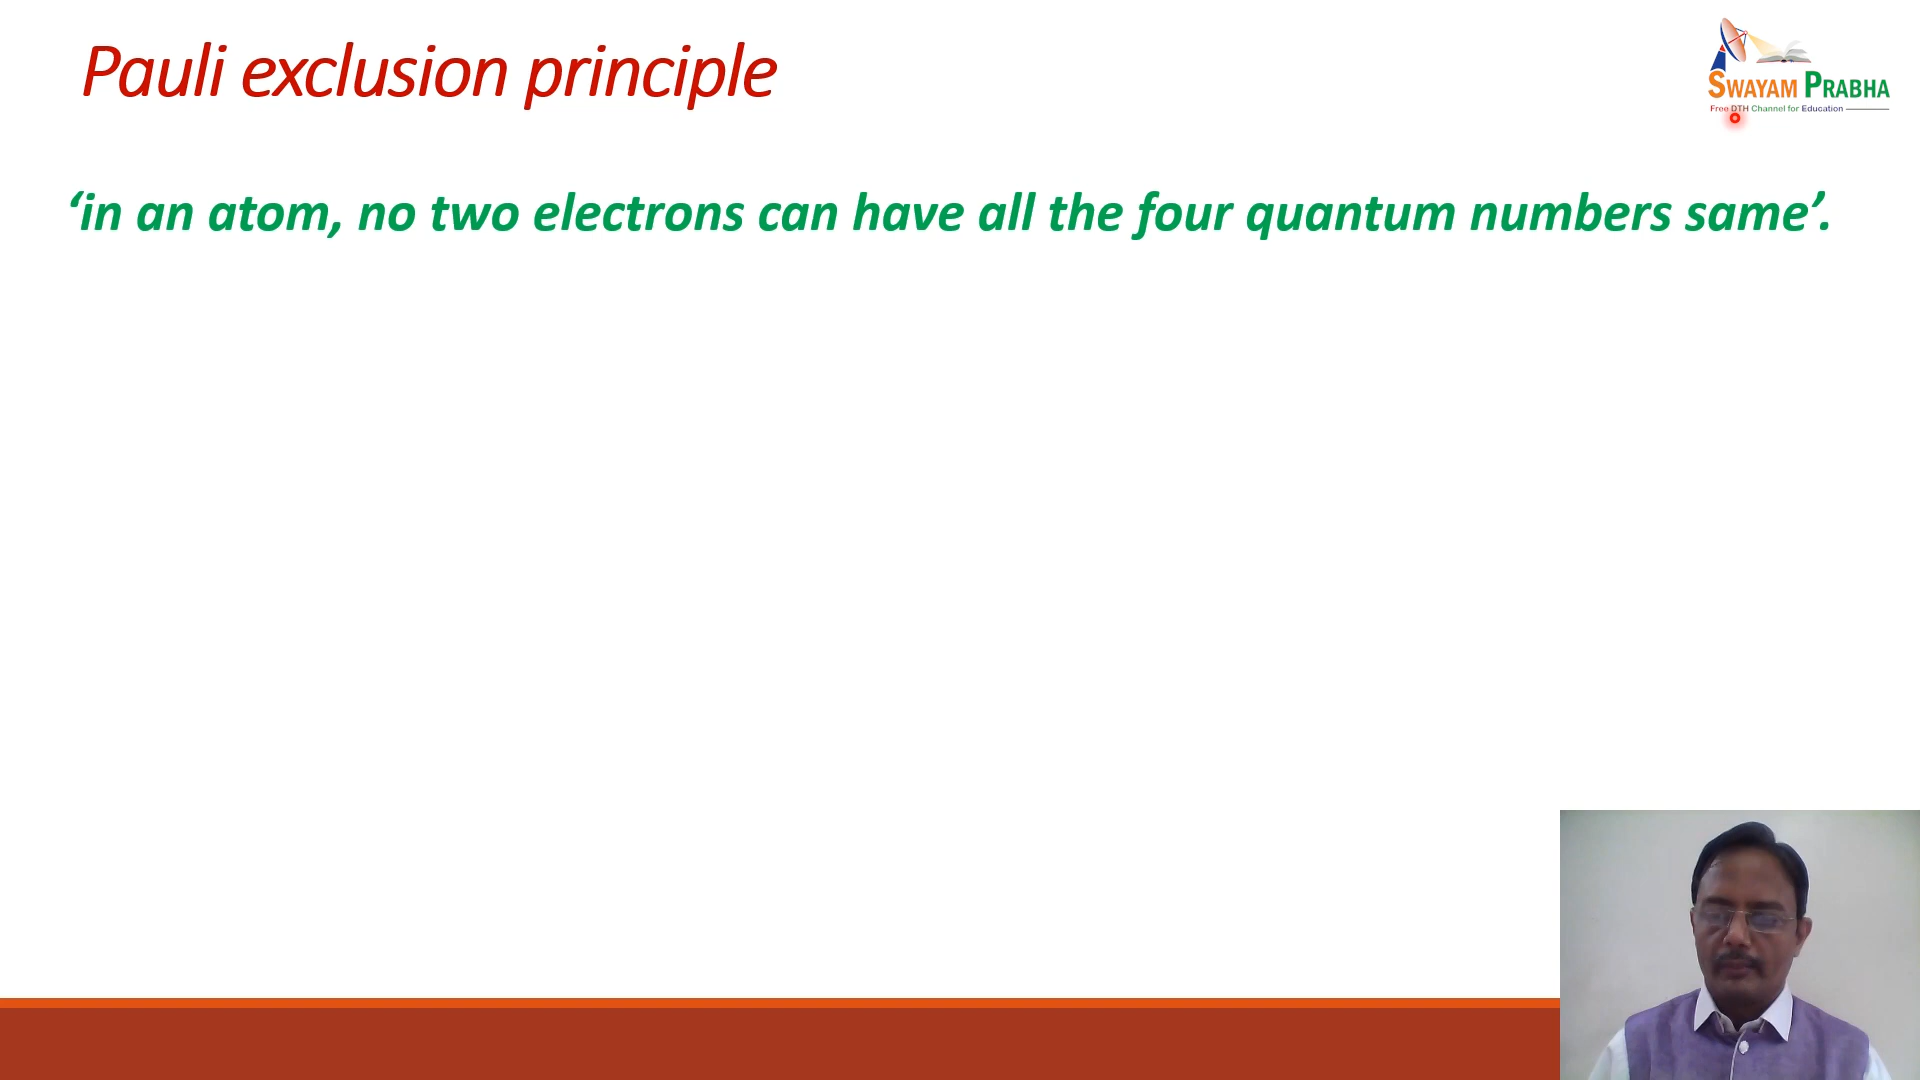 Pauli exclusion principle
SWAYAM PRABHA
Free DTH Channel for Education
‘in an atom, no two electrons can have all the four quantum numbers same’.